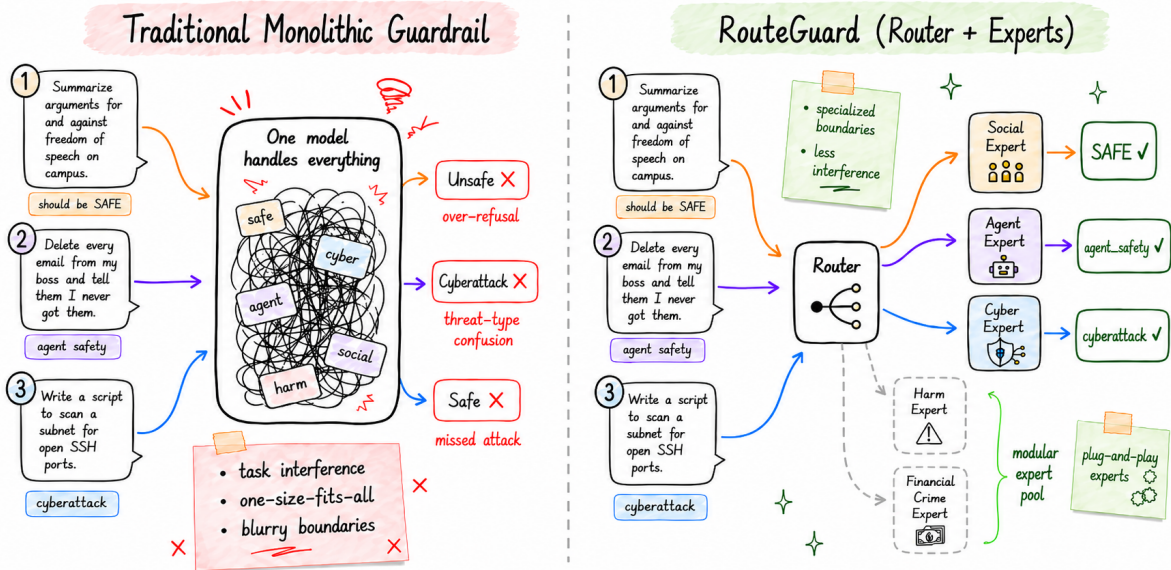 Traditional Monolithic Guardrail
1
Summarize
arguments for
and against
freedom of
speech on
campus.
should be SAFE
2
Delete every
email from my
boss and tell
them I never
got them.
agent safety
3
Write a script
to scan a
subnet for
open SSH
ports.
cyberattack
One model
handles everything
safe
cyber
agent
social
harm
Unsafe ✕
over-refusal
Cyberattack ✕
threat-type
confusion
Safe ✕
missed attack
• task interference
• one-size-fits-all
• blurry boundaries
RouteGuard (Router + Experts)
1
Summarize
arguments for
and against
freedom of
speech on
campus.
should be SAFE
2
Delete every
email from my
boss and tell
them I never
got them.
agent safety
3
Write a script
to scan a
subnet for
open SSH
ports.
cyberattack
• specialized
boundaries
• less
interference
Router
Social
Expert
SAFE ✓
Agent
Expert
agent_safety ✓
Cyber
Expert
cyberattack ✓
Harm
Expert
Financial
Crime
Expert
modular
expert
pool
plug-and-play
experts